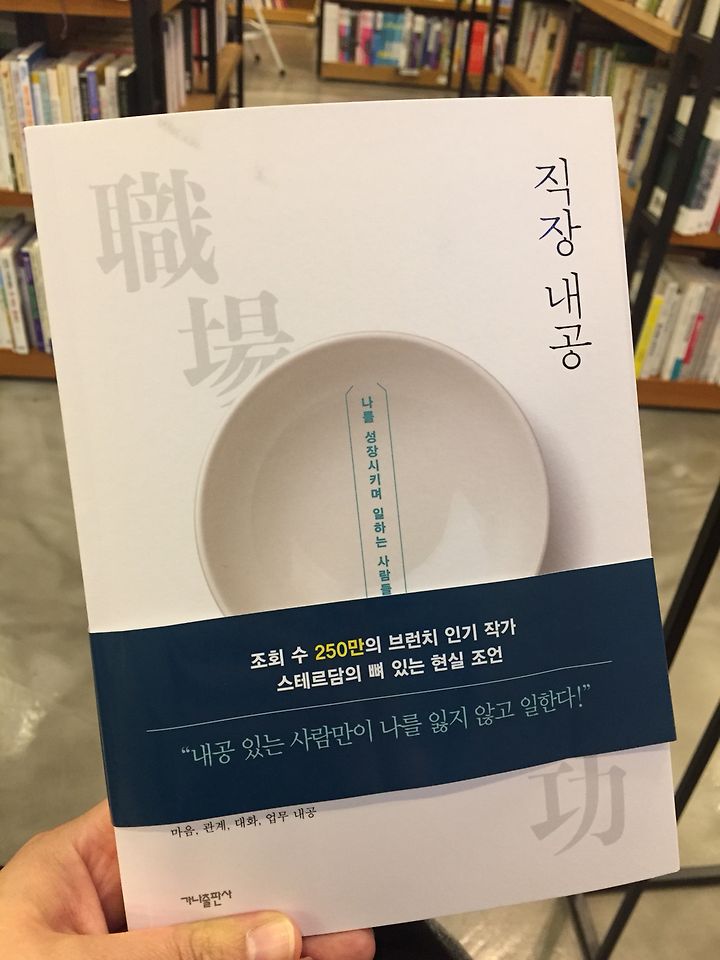 職場
직장 내공
나를 성장시키며 일하는 사람들
조회 수 250만의 브런치 인기 작가
스테르담의 뼈 있는 현실 조언
“내공 있는 사람만이 나를 잃지 않고 일한다!”
功
마음, 관계, 대화, 업무 내공
가나출판사